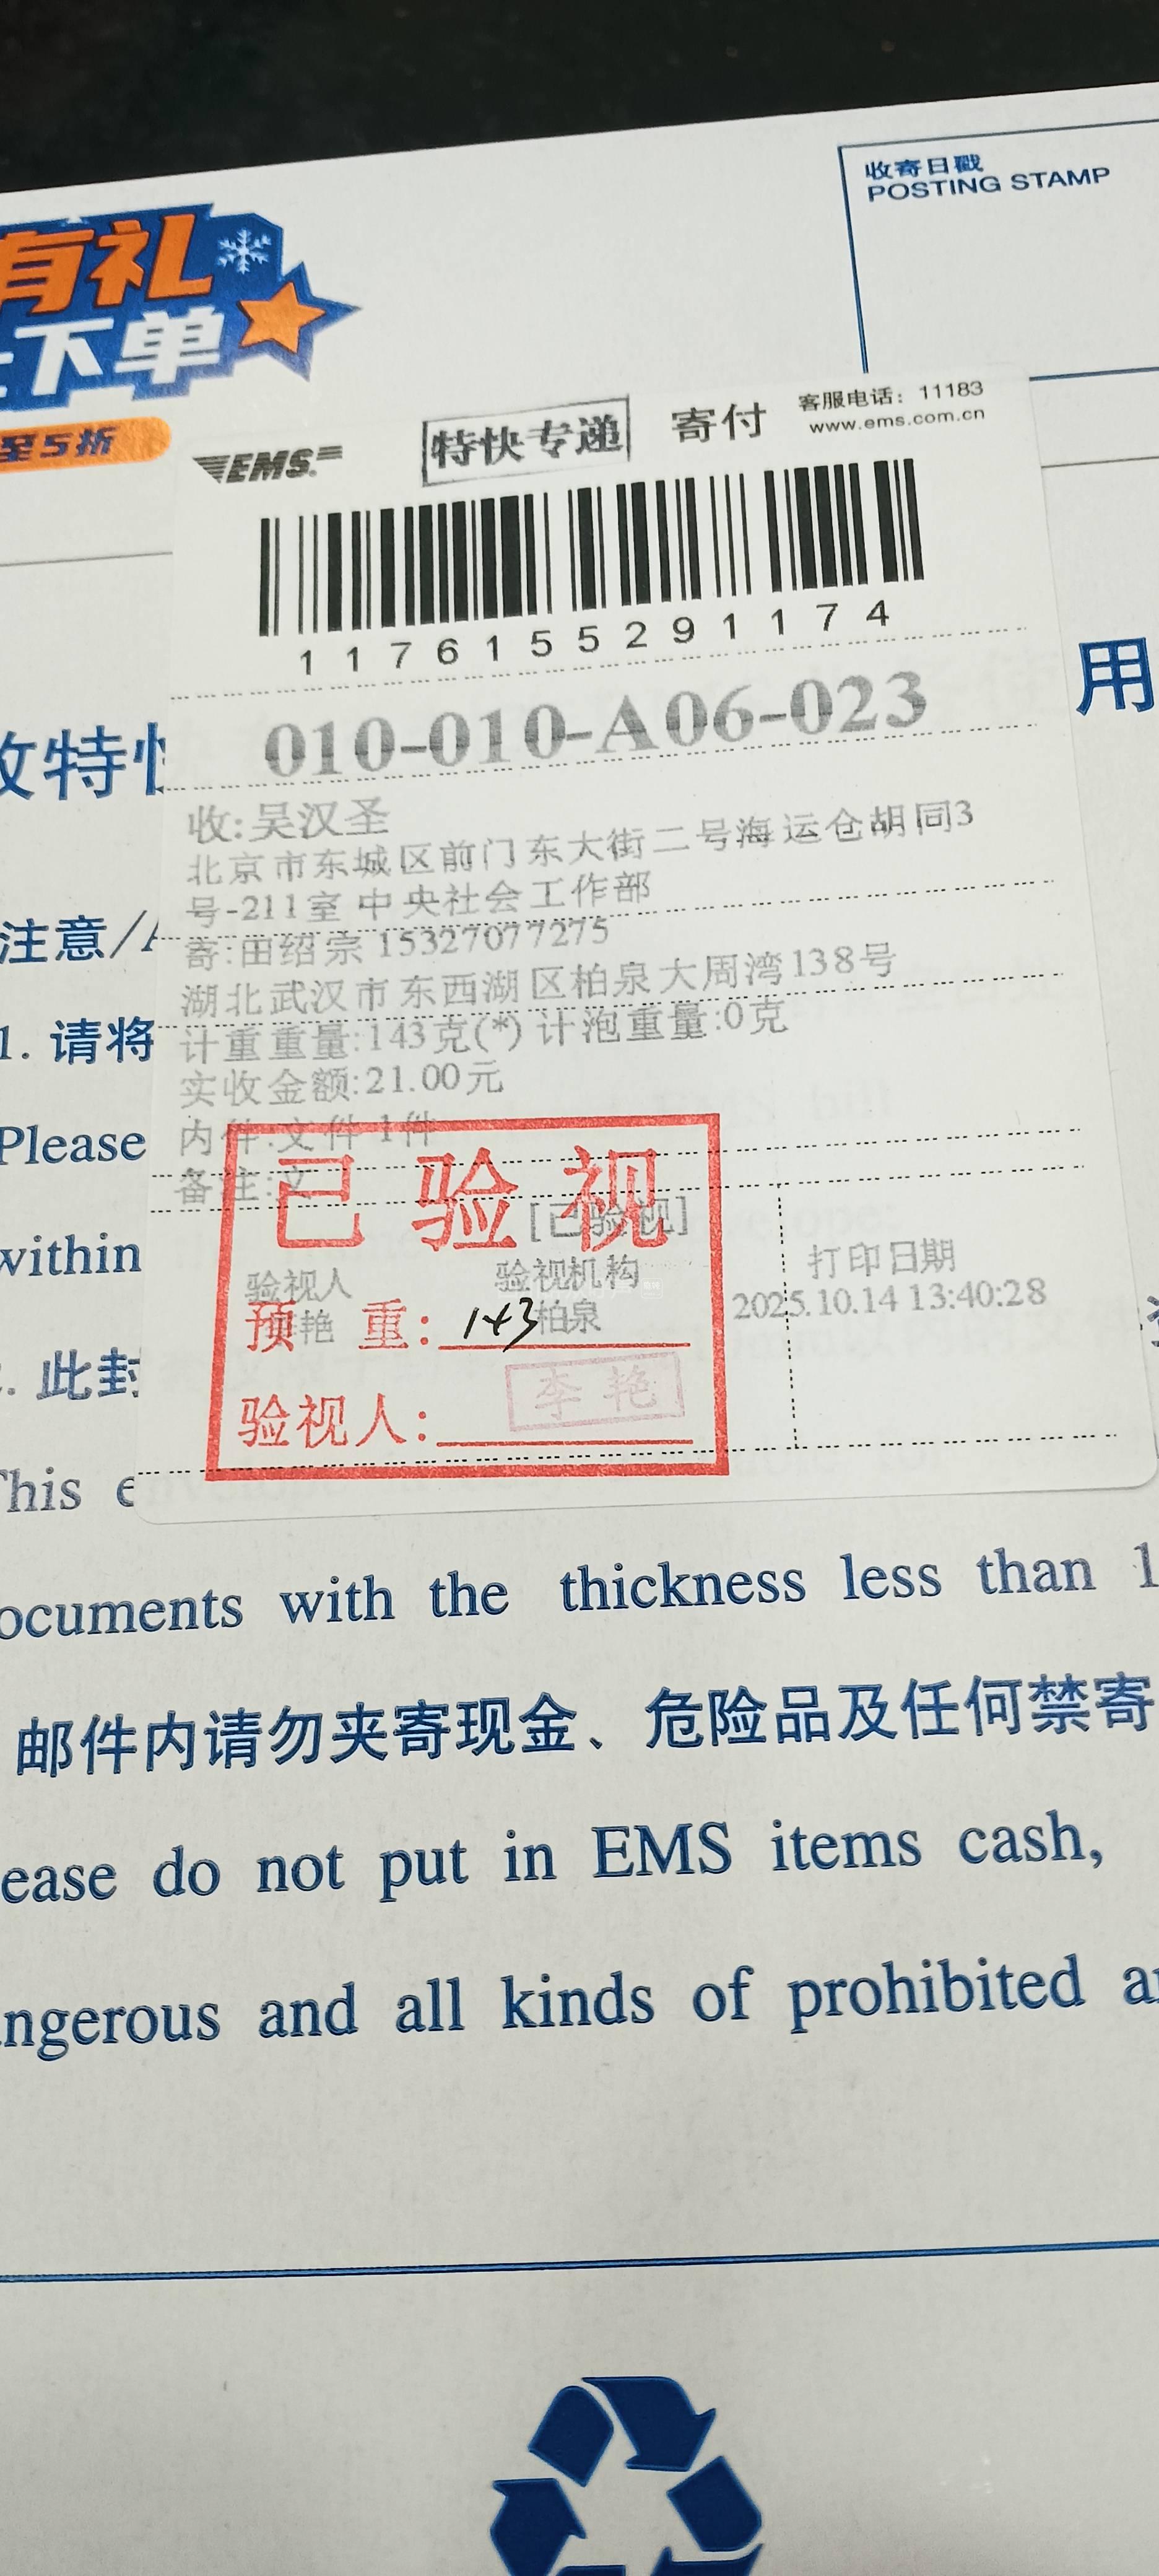 收寄日戳
POSTING STAMP
有礼
下单
至5折
EMS
特快专递
寄付
客服电话：11183
www.ems.com.cn
1176155291174
010-010-A06-023
用
收特快
收:吴汉圣
北京市东城区前门东大街二号海运仓胡同3
号-211室 中央社会工作部
注意/
寄:田绍宗 15327077275
湖北武汉市东西湖区柏泉大周湾138号
1. 请将
计重重量:143克(*) 计泡重量:0克
实收金额:21.00元
Please
内件:文件 1件
备注:文
已验视
[已验视]
within
验视人
验视机构
打印日期
艳
柏泉
2025.10.14 13:40:28
预 重: 143
. 此封
验视人: 李艳
This e
ocuments with the thickness less than 1
邮件内请勿夹寄现金、危险品及任何禁寄
ease do not put in EMS items cash,
angerous and all kinds of prohibited a